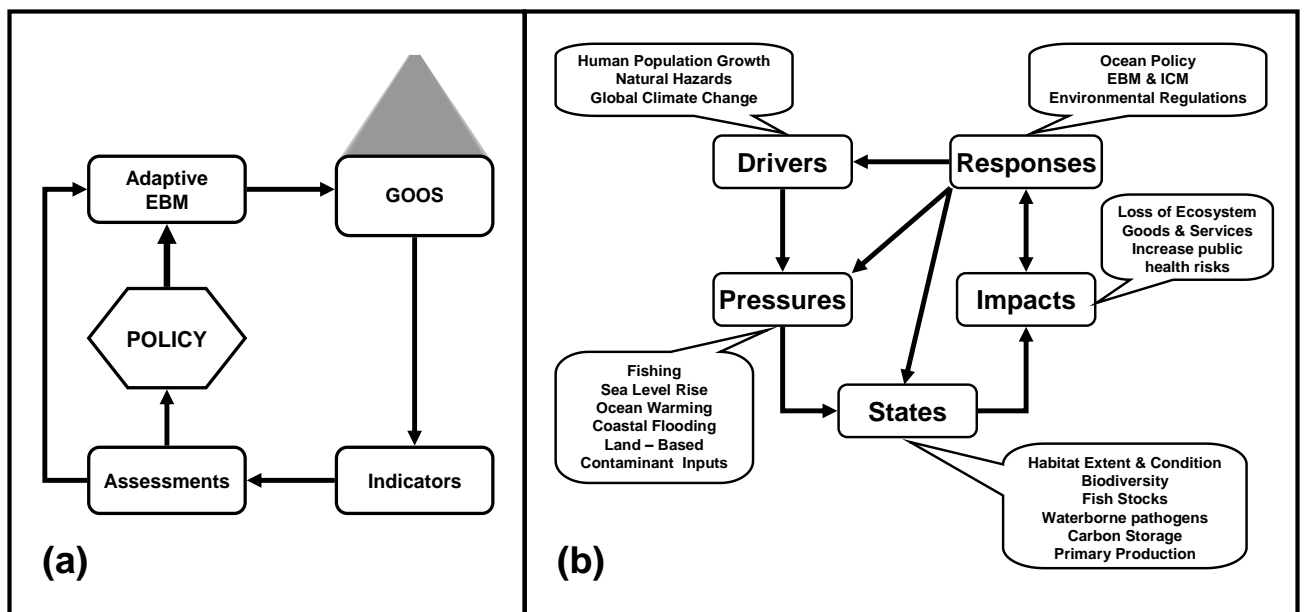 Adaptive
EBM
GOOS
POLICY
Assessments
Indicators
(a)
Human Population Growth
Natural Hazards
Global Climate Change
Ocean Policy
EBM & ICM
Environmental Regulations
Drivers
Responses
Loss of Ecosystem
Goods & Services
Increase public
health risks
Pressures
Impacts
Fishing
Sea Level Rise
Ocean Warming
Coastal Flooding
Land – Based
Contaminant Inputs
States
Habitat Extent & Condition
Biodiversity
Fish Stocks
Waterborne pathogens
Carbon Storage
Primary Production
(b)